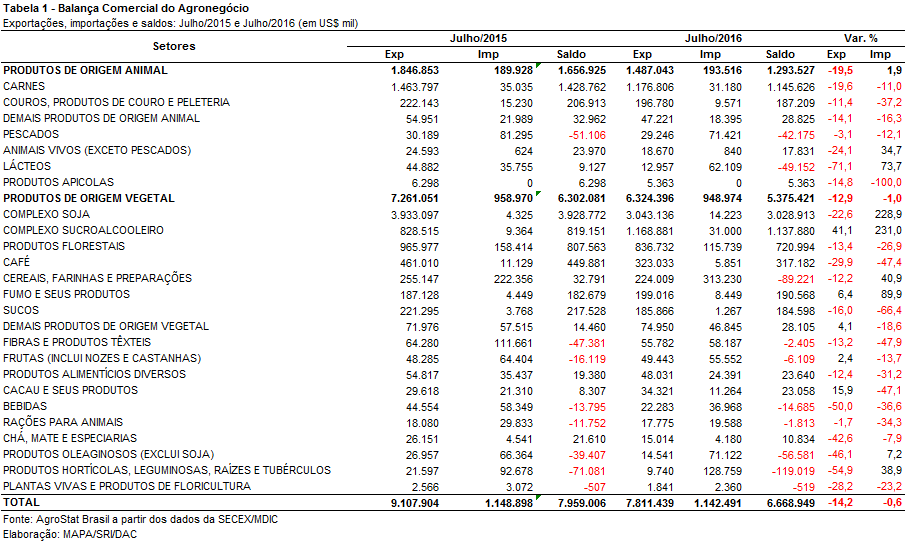 Tabela 1 - Balança Comercial do Agronegócio
Exportações, importações e saldos: Julho/2015 e Julho/2016 (em US$ mil)
Setores Julho/2015 Julho/2016 Var. %
Exp Imp Saldo Exp Imp Saldo Exp Imp
PRODUTOS DE ORIGEM ANIMAL 1.846.853 189.928 1.656.925 1.487.043 193.516 1.293.527 -19,5 1,9
CARNES 1.463.797 35.035 1.428.762 1.176.806 31.180 1.145.626 -19,6 -11,0
COUROS, PRODUTOS DE COURO E PELETERIA 222.143 15.230 206.913 196.780 9.571 187.209 -11,4 -37,2
DEMAIS PRODUTOS DE ORIGEM ANIMAL 54.951 21.989 32.962 47.221 18.395 28.825 -14,1 -16,3
PESCADOS 30.189 81.295 -51.106 29.246 71.421 -42.175 -3,1 -12,1
ANIMAIS VIVOS (EXCETO PESCADOS) 24.593 624 23.970 18.670 840 17.831 -24,1 34,7
LÁCTEOS 44.882 35.755 9.127 12.957 62.109 -49.152 -71,1 73,7
PRODUTOS APICOLAS 6.298 0 6.298 5.363 0 5.363 -14,8 -100,0
PRODUTOS DE ORIGEM VEGETAL 7.261.051 958.970 6.302.081 6.324.396 948.974 5.375.421 -12,9 -1,0
COMPLEXO SOJA 3.933.097 4.325 3.928.772 3.043.136 14.223 3.028.913 -22,6 228,9
COMPLEXO SUCROALCOOLEIRO 828.515 9.364 819.151 1.168.881 31.000 1.137.880 41,1 231,0
PRODUTOS FLORESTAIS 965.977 158.414 807.563 836.732 115.739 720.994 -13,4 -26,9
CAFÉ 461.010 11.129 449.881 323.033 5.851 317.182 -29,9 -47,4
CEREAIS, FARINHAS E PREPARAÇÕES 255.147 222.356 32.791 224.009 313.230 -89.221 -12,2 40,9
FUMO E SEUS PRODUTOS 187.128 4.449 182.679 199.016 8.449 190.568 6,4 89,9
SUCOS 221.295 3.768 217.528 185.866 1.267 184.598 -16,0 -66,4
DEMAIS PRODUTOS DE ORIGEM VEGETAL 71.976 57.515 14.460 74.950 46.845 28.105 4,1 -18,6
FIBRAS E PRODUTOS TÊXTEIS 64.280 111.661 -47.381 55.782 58.187 -2.405 -13,2 -47,9
FRUTAS (INCLUI NOZES E CASTANHAS) 48.285 64.404 -16.119 49.443 55.552 -6.109 2,4 -13,7
PRODUTOS ALIMENTÍCIOS DIVERSOS 54.817 35.437 19.380 48.031 24.391 23.640 -12,4 -31,2
CACAU E SEUS PRODUTOS 29.618 21.310 8.307 34.321 11.264 23.058 15,9 -47,1
BEBIDAS 44.554 58.349 -13.795 22.283 36.968 -14.685 -50,0 -36,6
RAÇÕES PARA ANIMAIS 18.080 29.833 -11.752 17.775 19.588 -1.813 -1,7 -34,3
CHÁ, MATE E ESPECIARIAS 26.151 4.541 21.610 15.014 4.180 10.834 -42,6 -7,9
PRODUTOS OLEAGINOSOS (EXCLUI SOJA) 26.957 66.364 -39.407 14.541 71.122 -56.581 -46,1 7,2
PRODUTOS HORTÍCOLAS, LEGUMINOSAS, RAÍZES E TUBÉRCULOS 21.597 92.678 -71.081 9.740 128.759 -119.019 -54,9 38,9
PLANTAS VIVAS E PRODUTOS DE FLORICULTURA 2.566 3.072 -507 1.841 2.360 -519 -28,2 -23,2
TOTAL 9.107.904 1.148.898 7.959.006 7.811.439 1.142.491 6.668.949 -14,2 -0,6
Fonte: AgroStat Brasil a partir dos dados da SECEX/MDIC
Elaboração: MAPA/SRI/DAC